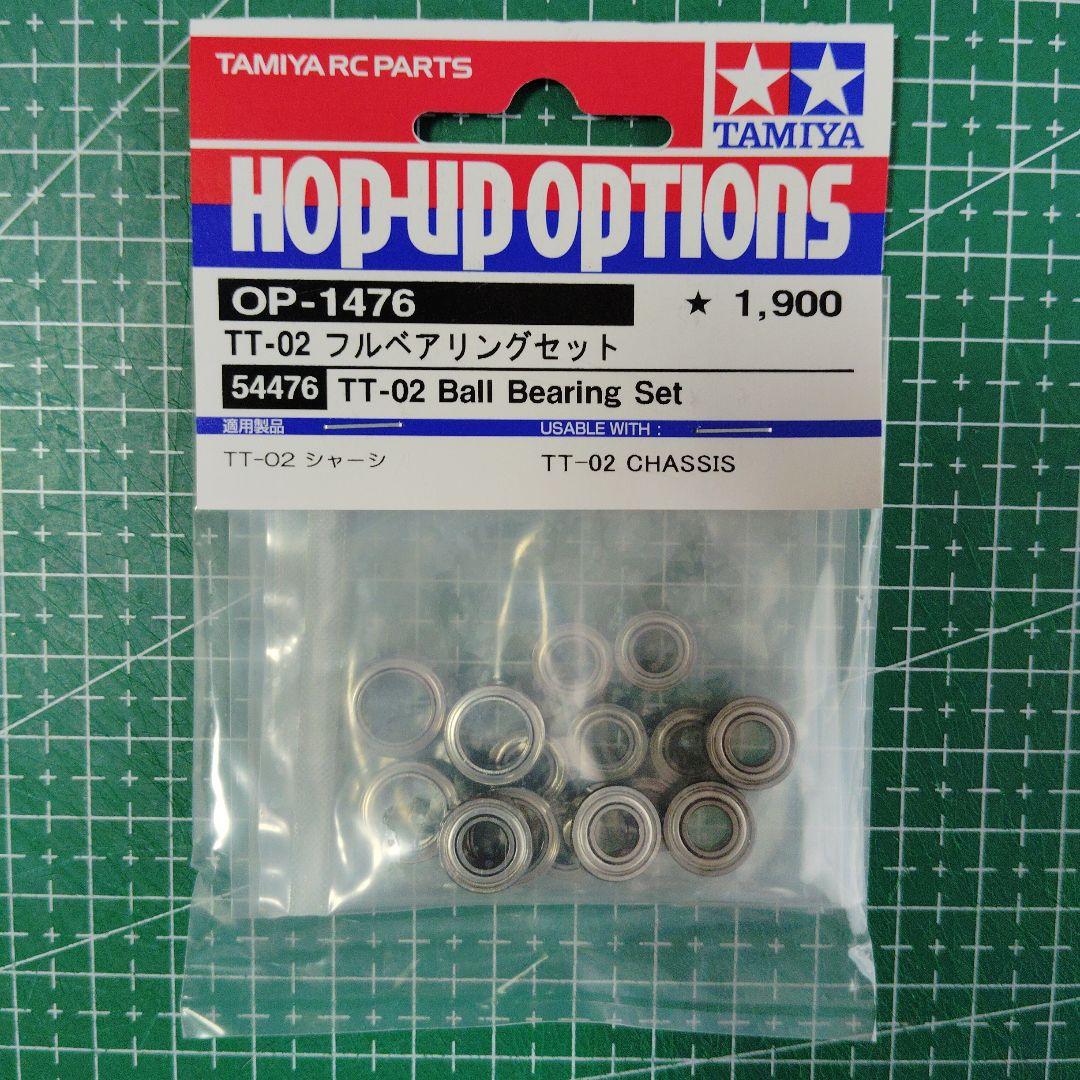 TAMIYA RC PARTS
TAMIYA
HOP-UP OPTIONS
OP-1476 ★ 1,900
TT-02 フルベアリングセット
54476 TT-02 Ball Bearing Set
適用製品 USABLE WITH :
TT-02 シャーシ TT-02 CHASSIS